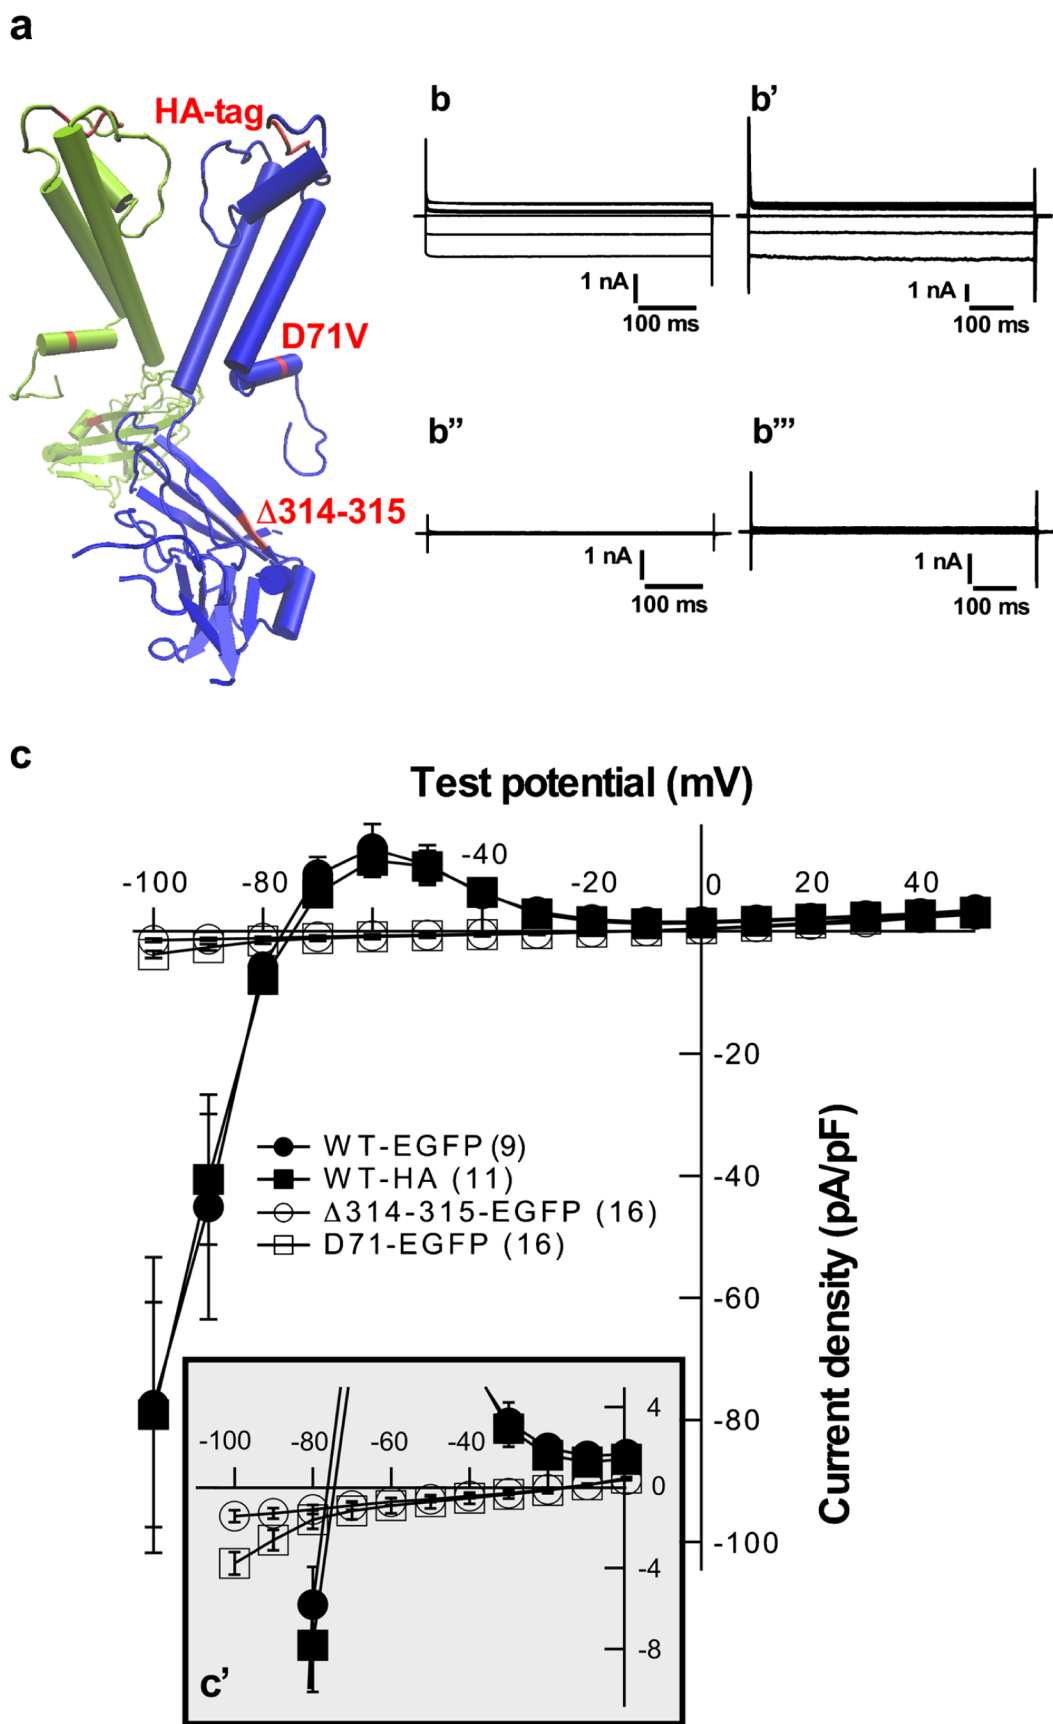 a
HA-tag
D71V
Δ314-315
b
1 nA
100 ms
b’
1 nA
100 ms
b’’
1 nA
100 ms
b’’’
1 nA
100 ms
c
Test potential (mV)
-100
-80
-40
-20
0
20
40
-20
-40
-60
-80
-100
Current density (pA/pF)
WT-EGFP (9)
WT-HA (11)
Δ314-315-EGFP (16)
D71-EGFP (16)
-100
-80
-60
-40
4
0
-4
-8
c’